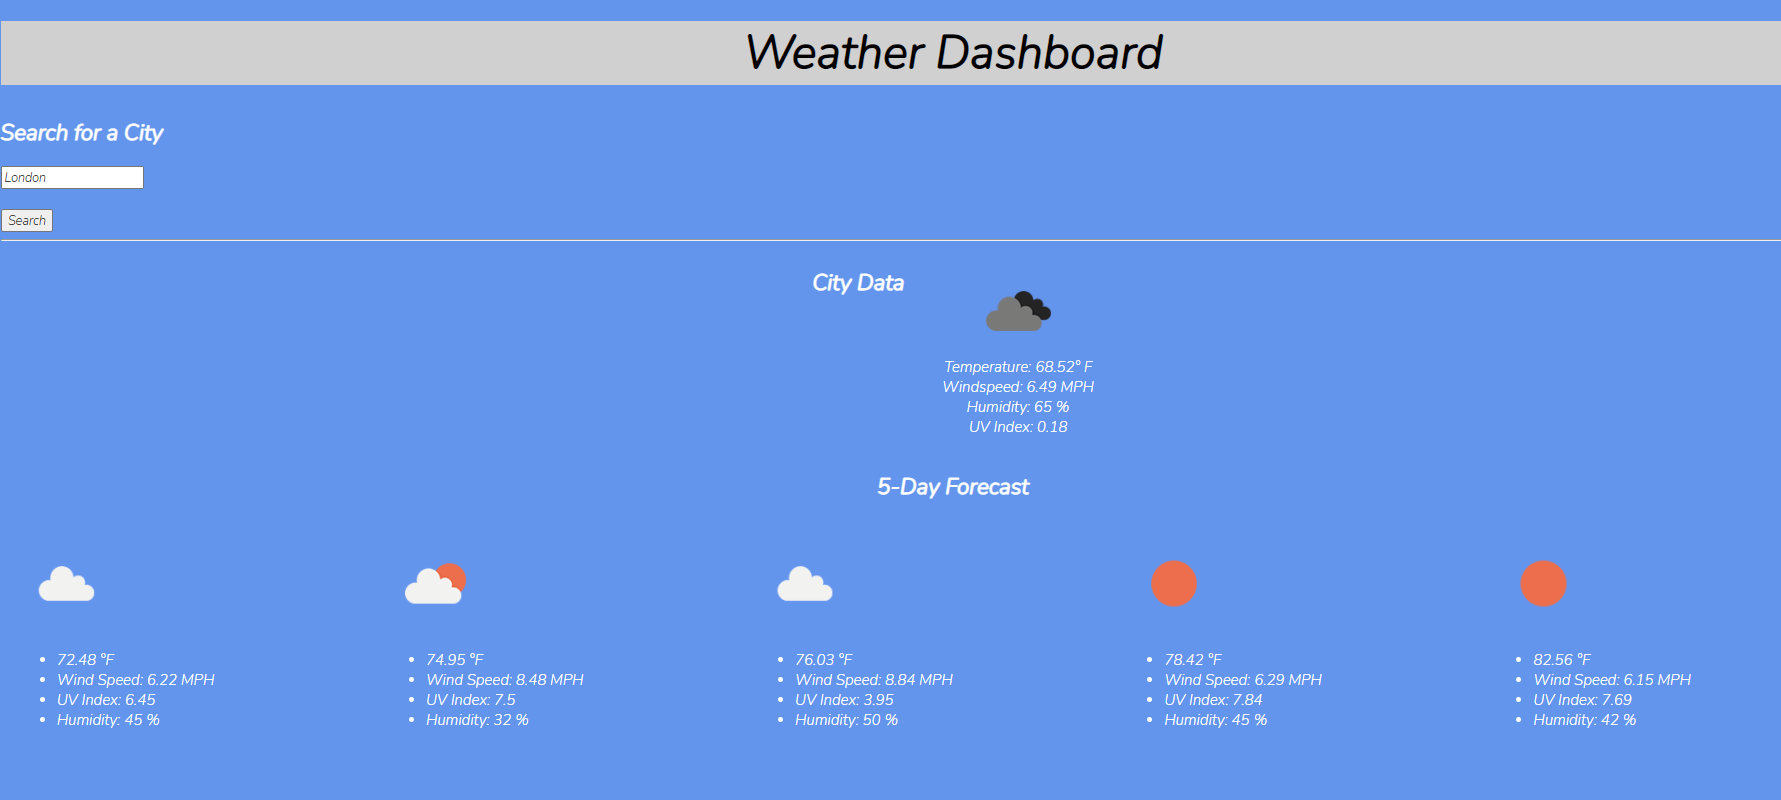 Weather Dashboard
Search for a City
London
Search
City Data
Temperature: 68.52° F
Windspeed: 6.49 MPH
Humidity: 65 %
UV Index: 0.18
5-Day Forecast
• 72.48 °F
• Wind Speed: 6.22 MPH
• UV Index: 6.45
• Humidity: 45 %
• 74.95 °F
• Wind Speed: 8.48 MPH
• UV Index: 7.5
• Humidity: 32 %
• 76.03 °F
• Wind Speed: 8.84 MPH
• UV Index: 3.95
• Humidity: 50 %
• 78.42 °F
• Wind Speed: 6.29 MPH
• UV Index: 7.84
• Humidity: 45 %
• 82.56 °F
• Wind Speed: 6.15 MPH
• UV Index: 7.69
• Humidity: 42 %